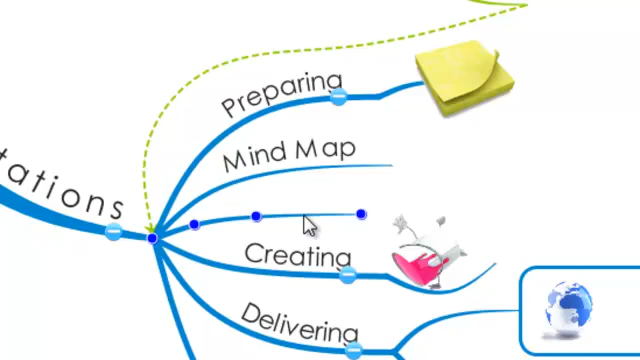 tations
Preparing
Mind Map
Creating
Delivering